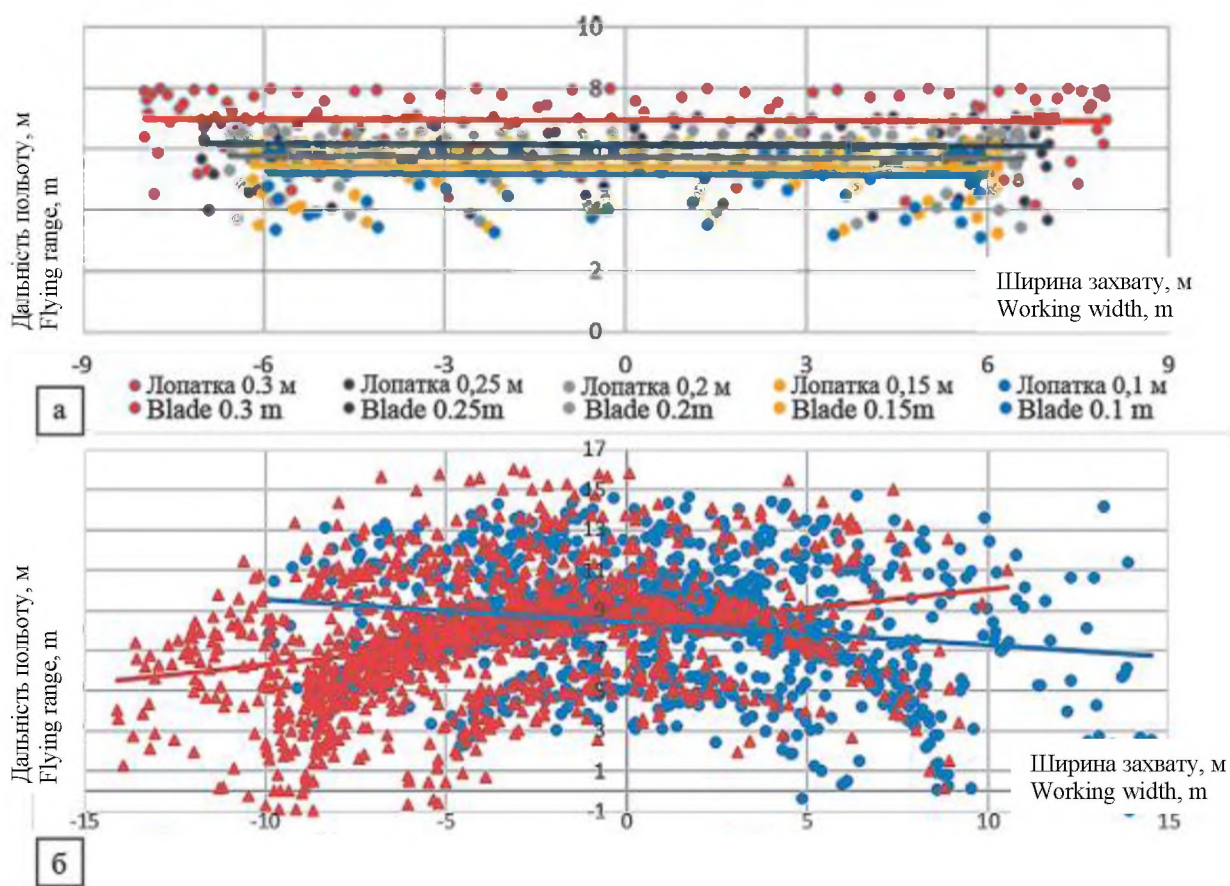 Дальність польоту, м
Flying range, m
10
8
6
4
2
0
-9
-6
-3
0
3
6
9
Ширина захвату, м
Working width, m
Лопатка 0.3 м
Лопатка 0,25 м
Лопатка 0,2 м
Лопатка 0,15 м
Лопатка 0,1 м
Blade 0.3 m
Blade 0.25m
Blade 0.2m
Blade 0.15m
Blade 0.1 m
а
Дальність польоту, м
Flying range, m
17
15
13
11
9
7
3
1
-1
-15
-10
-5
0
5
10
15
Ширина захвату, м
Working width, m
б